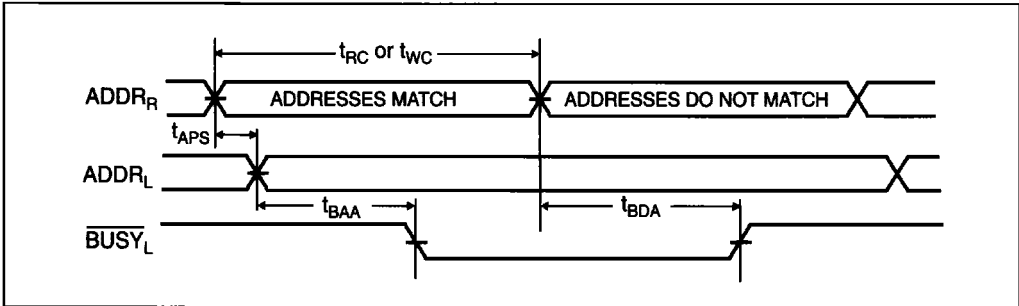 tRC or tWC
ADDRR
ADDRESSES MATCH
ADDRESSES DO NOT MATCH
tAPS
ADDRL
tBAA
tBDA
BUSYL